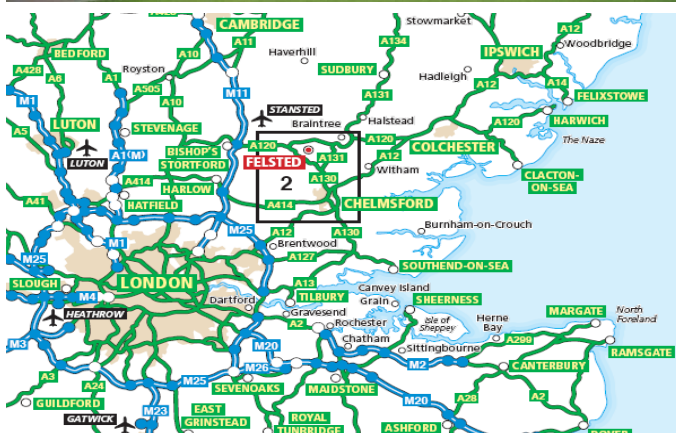 Stowmarket
CAMBRIDGE
A12
A134
A11
A10
Woodbridge
IPSWICH
BEDFORD
Haverhill
A428
A6
Royston
A1
SUDBURY
Hadleigh
A12
A14
A505
M11
FELIXSTOWE
M1
A10
A131
STANSTED
Halstead
A120
HARWICH
LUTON
A5
STEVENAGE
Braintree
A120
COLCHESTER
The Naze
BISHOP'S
STORTFORD
A120
A1(M)
LUTON
FELSTED
A131
A12
Witham
CLACTON-
ON-SEA
A414
HARLOW
A130
2
A41
HATFIELD
A414
CHELMSFORD
M25
A12
A130
Burnham-on-Crouch
M1
Brentwood
M25
A127
SOUTHEND-ON-SEA
SLOUGH
LONDON
A13
Canvey Island
M4
Dartford
TILBURY
Grain
SHEERNESS
HEATHROW
Gravesend
Isle of
Sheppey
Herne
Bay
MARGATE
North
Foreland
A2
Rochester
M3
M20
Chatham
Sittingbourne
A299
RAMSGATE
M26
M2
CANTERBURY
A3
A24
M25
SEVENOAKS
MAIDSTONE
A28
A2
GUILDFORD
M23
M20
GATWICK
EAST
GRINSTEAD
ROYAL
TUNBRIDGE
ASHFORD
DOVER